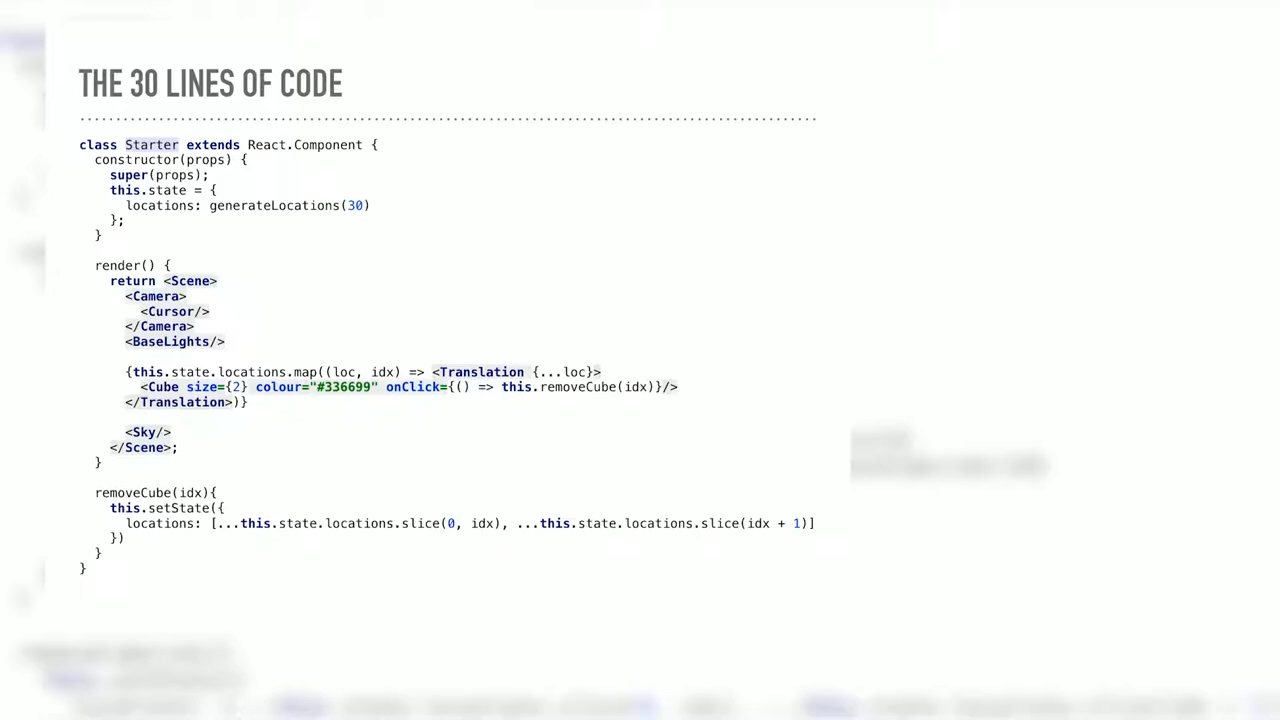 THE 30 LINES OF CODE
class Starter extends React.Component {
  constructor(props) {
    super(props);
    this.state = {
      locations: generateLocations(30)
    };
  }

  render() {
    return <Scene>
      <Camera>
        <Cursor/>
      </Camera>
      <BaseLights/>

      {this.state.locations.map((loc, idx) => <Translation {...loc}>
        <Cube size={2} colour="#336699" onClick={() => this.removeCube(idx)}/>
      </Translation>)}

      <Sky/>
    </Scene>;
  }

  removeCube(idx){
    this.setState({
      locations: [...this.state.locations.slice(0, idx), ...this.state.locations.slice(idx + 1)]
    })
  }
}